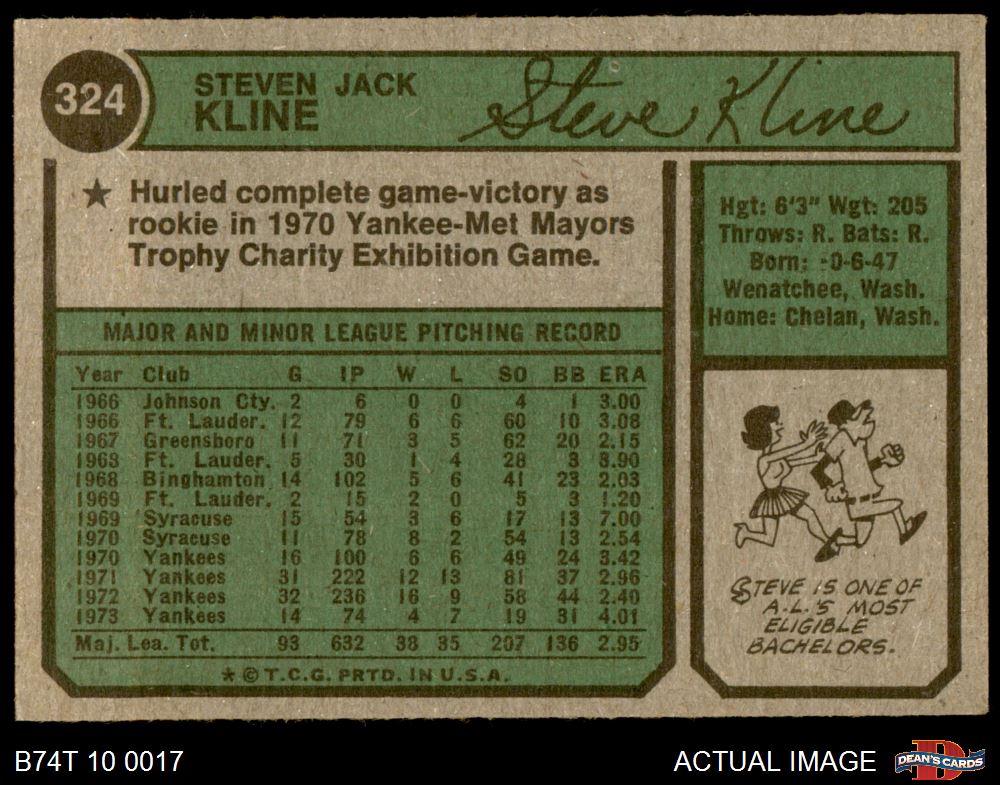 324
STEVEN JACK
KLINE
Steve Kline
★ Hurled complete game-victory as
rookie in 1970 Yankee-Met Mayors
Trophy Charity Exhibition Game.
MAJOR AND MINOR LEAGUE PITCHING RECORD
Year Club G IP W L SO BB ERA
1966 Johnson Cty. 2 6 0 0 4 1 3.00
1966 Ft. Lauder. 12 79 6 6 60 10 3.08
1967 Greensboro 11 71 3 5 62 20 2.15
1968 Ft. Lauder. 5 30 1 4 28 3 3.90
1968 Binghamton 14 102 5 6 41 23 2.03
1969 Ft. Lauder. 2 15 2 0 5 3 1.20
1969 Syracuse 15 54 3 6 17 13 7.00
1970 Syracuse 11 78 8 2 54 13 2.54
1970 Yankees 16 100 6 6 49 24 3.42
1971 Yankees 31 222 12 13 81 37 2.96
1972 Yankees 32 236 16 9 58 44 2.40
1973 Yankees 14 74 4 7 19 31 4.01
Maj. Lea. Tot. 93 632 38 35 207 136 2.95
★ © T.C.G. PRTD. IN U.S.A.
Hgt: 6'3" Wgt: 205
Throws: R. Bats: R.
Born: -0-6-47
Wenatchee, Wash.
Home: Chelan, Wash.
STEVE IS ONE OF
A.L.'S MOST
ELIGIBLE
BACHELORS.
B74T 10 0017
ACTUAL IMAGE
DEAN'S CARDS